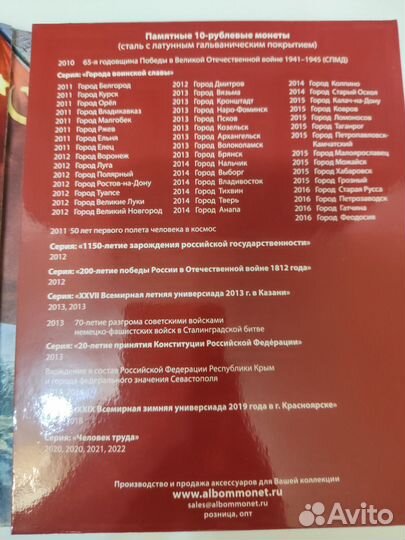 Памятные 10-рублевые монеты
(сталь с латунным гальваническим покрытием)
2010 65-я годовщина Победы в Великой Отечественной войне 1941–1945 (СПМД)
Серия: «Города воинской славы»
2011 Город Белгород
2011 Город Курск
2011 Город Орёл
2011 Город Владикавказ
2011 Город Малгобек
2011 Город Ржев
2011 Город Ельня
2011 Город Елец
2012 Город Воронеж
2012 Город Луга
2012 Город Полярный
2012 Город Ростов-на-Дону
2012 Город Туапсе
2012 Город Великие Луки
2012 Город Великий Новгород
2012 Город Дмитров
2013 Город Вязьма
2013 Город Кронштадт
2013 Город Наро-Фоминск
2013 Город Псков
2013 Город Козельск
2013 Город Архангельск
2013 Город Волоколамск
2013 Город Брянск
2014 Город Нальчик
2014 Город Выборг
2014 Город Владивосток
2014 Город Тихвин
2014 Город Тверь
2014 Город Анапа
2014 Город Колпино
2014 Город Старый Оскол
2015 Город Калач-на-Дону
2015 Город Ковров
2015 Город Ломоносов
2015 Город Таганрог
2015 Город Петропавловск-
Камчатский
2015 Город Малоярославец
2015 Город Можайск
2015 Город Хабаровск
2015 Город Грозный
2016 Город Старая Русса
2016 Город Петрозаводск
2016 Город Гатчина
2016 Город Феодосия
2011 50 лет первого полета человека в космос
Серия: «1150-летие зарождения российской государственности»
2012
Серия: «200-летие победы России в Отечественной войне 1812 года»
2012
Серия: «XXVII Всемирная летняя универсиада 2013 г. в Казани»
2013, 2013
2013 70-летие разгрома советскими войсками
немецко-фашистских войск в Сталинградской битве
Серия: «20-летие принятия Конституции Российской Федерации»
2013
Вхождение в состав Российской Федерации Республики Крым
и города федерального значения Севастополя
«XXIX Всемирная зимняя универсиада 2019 года в г. Красноярске»
2018
Серия: «Человек труда»
2020, 2020, 2021, 2022
Производство и продажа аксессуаров для Вашей коллекции
www.albommonet.ru
sales@albommonet.ru
розница, опт
Avito